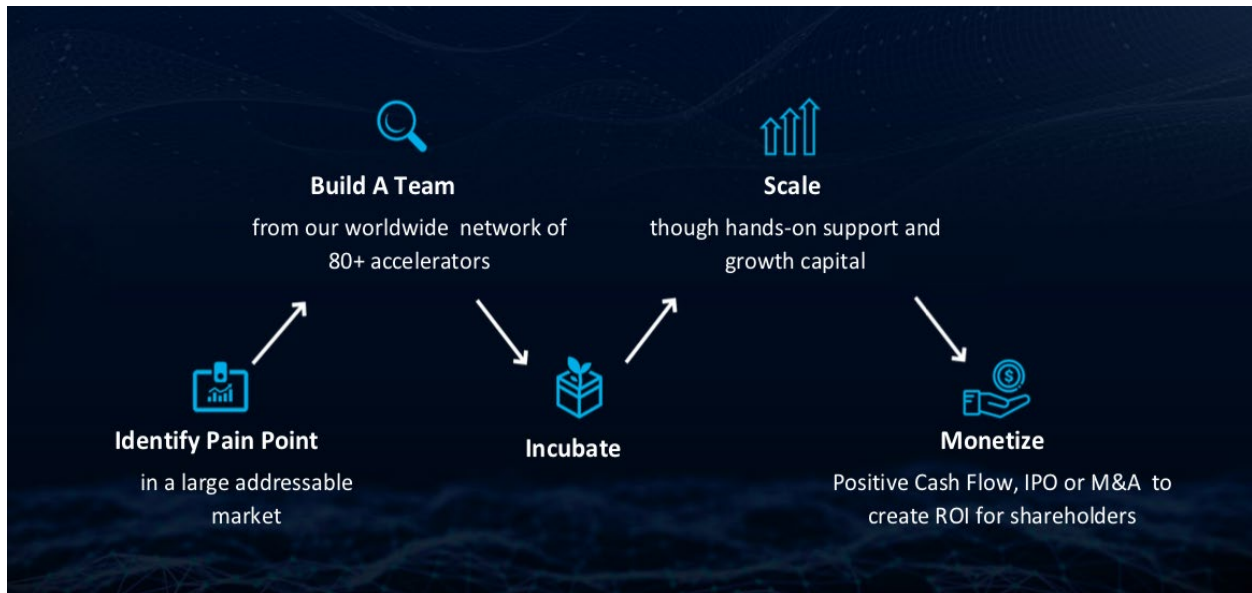 Build A Team
from our worldwide network of
80+ accelerators
Scale
though hands-on support and
growth capital
Identify Pain Point
in a large addressable
market
Incubate
Monetize
Positive Cash Flow, IPO or M&A to
create ROI for shareholders